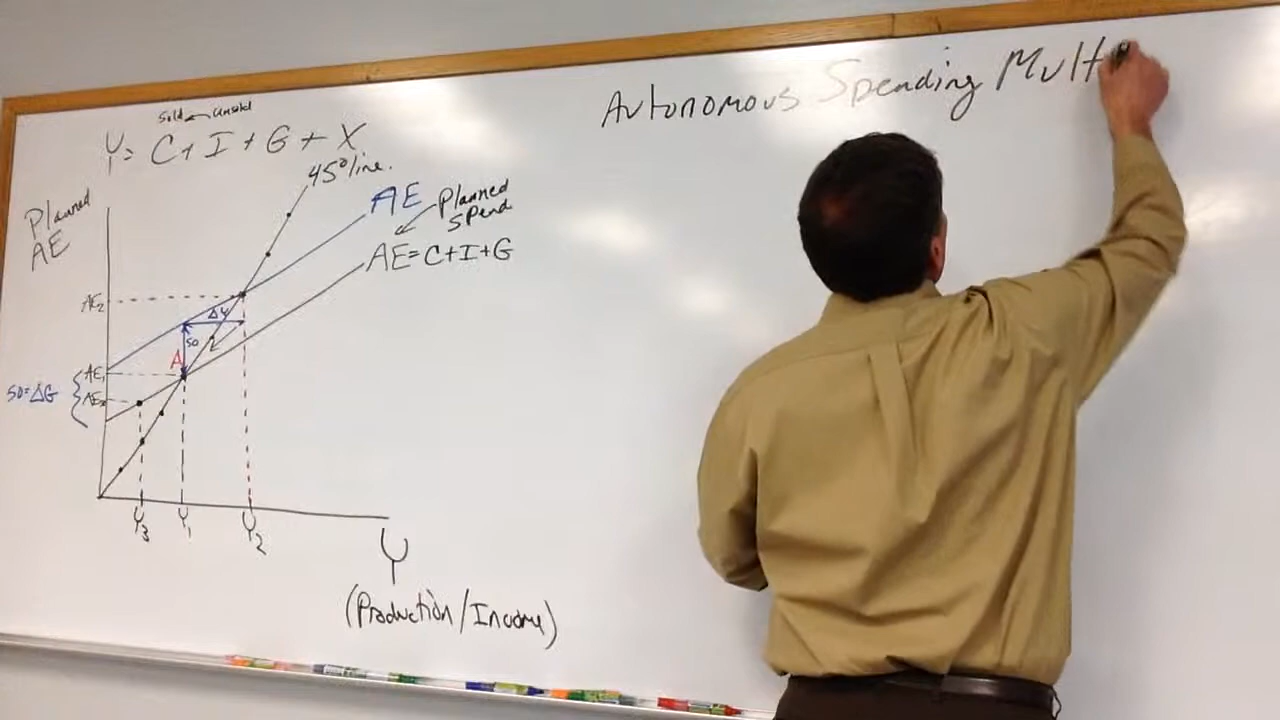 Autonomous Spending Mult
Sold Unsold
Y = C + I + G + X
45° line.
Planned
AE
AE
Planned
Spend
AE = C + I + G
AE2
ΔY
50
A
AE1
50 = ΔG
Y3
Y1
Y2
Y
(Production/Income)